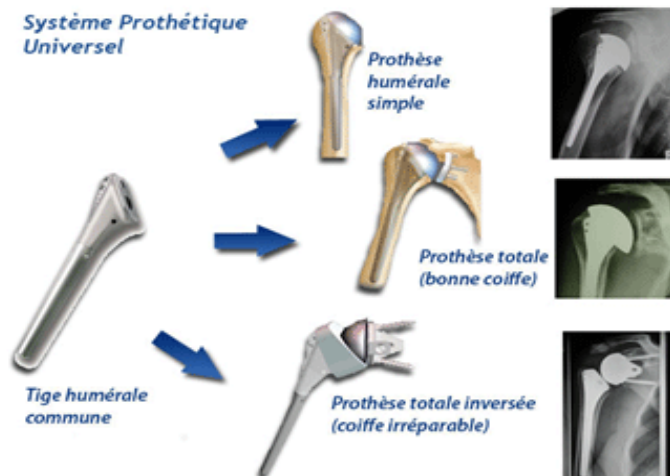 Système Prothétique
Universel
Prothèse
humérale
simple
Prothèse totale
(bonne coiffe)
Tige humérale
commune
Prothèse totale inversée
(coiffe irréparable)